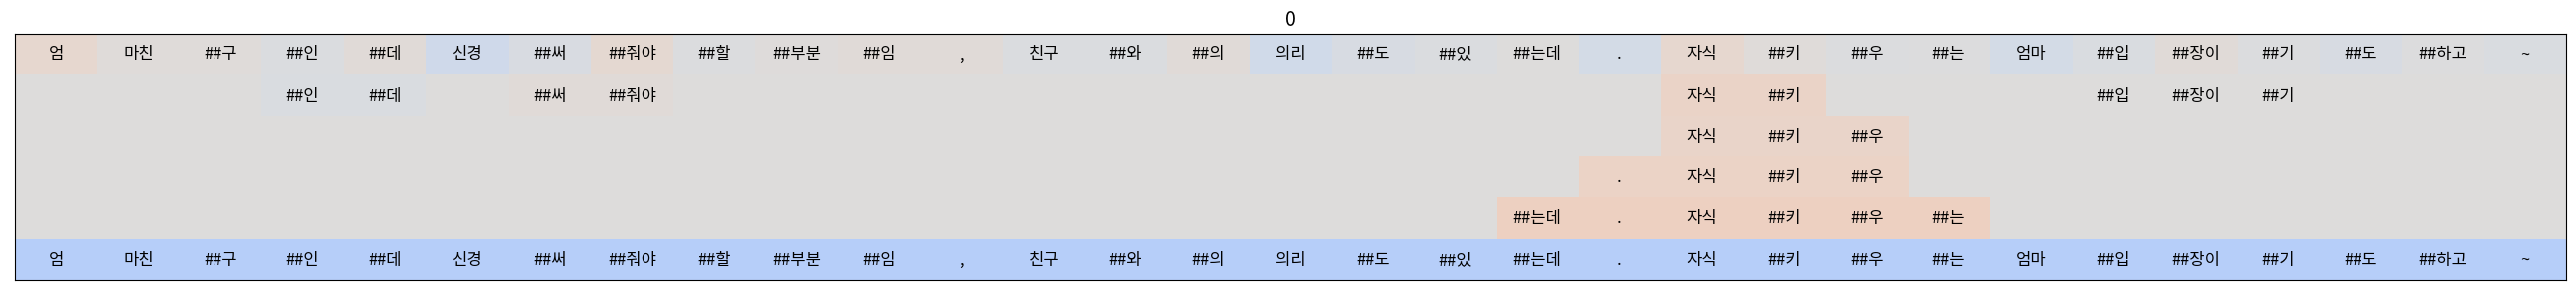 0
엄 마친 ##구 ##인 ##데 신경 ##써 ##줘야 ##할 ##부분 ##임 , 친구 ##와 ##의 의리 ##도 ##있 ##는데 . 자식 ##키 ##우 ##는 엄마 ##입 ##장이 ##기 ##도 ##하고 ~
##인 ##데 ##써 ##줘야 자식 ##키 ##입 ##장이 ##기
자식 ##키 ##우
. 자식 ##키 ##우
##는데 . 자식 ##키 ##우 ##는
엄 마친 ##구 ##인 ##데 신경 ##써 ##줘야 ##할 ##부분 ##임 , 친구 ##와 ##의 의리 ##도 ##있 ##는데 . 자식 ##키 ##우 ##는 엄마 ##입 ##장이 ##기 ##도 ##하고 ~